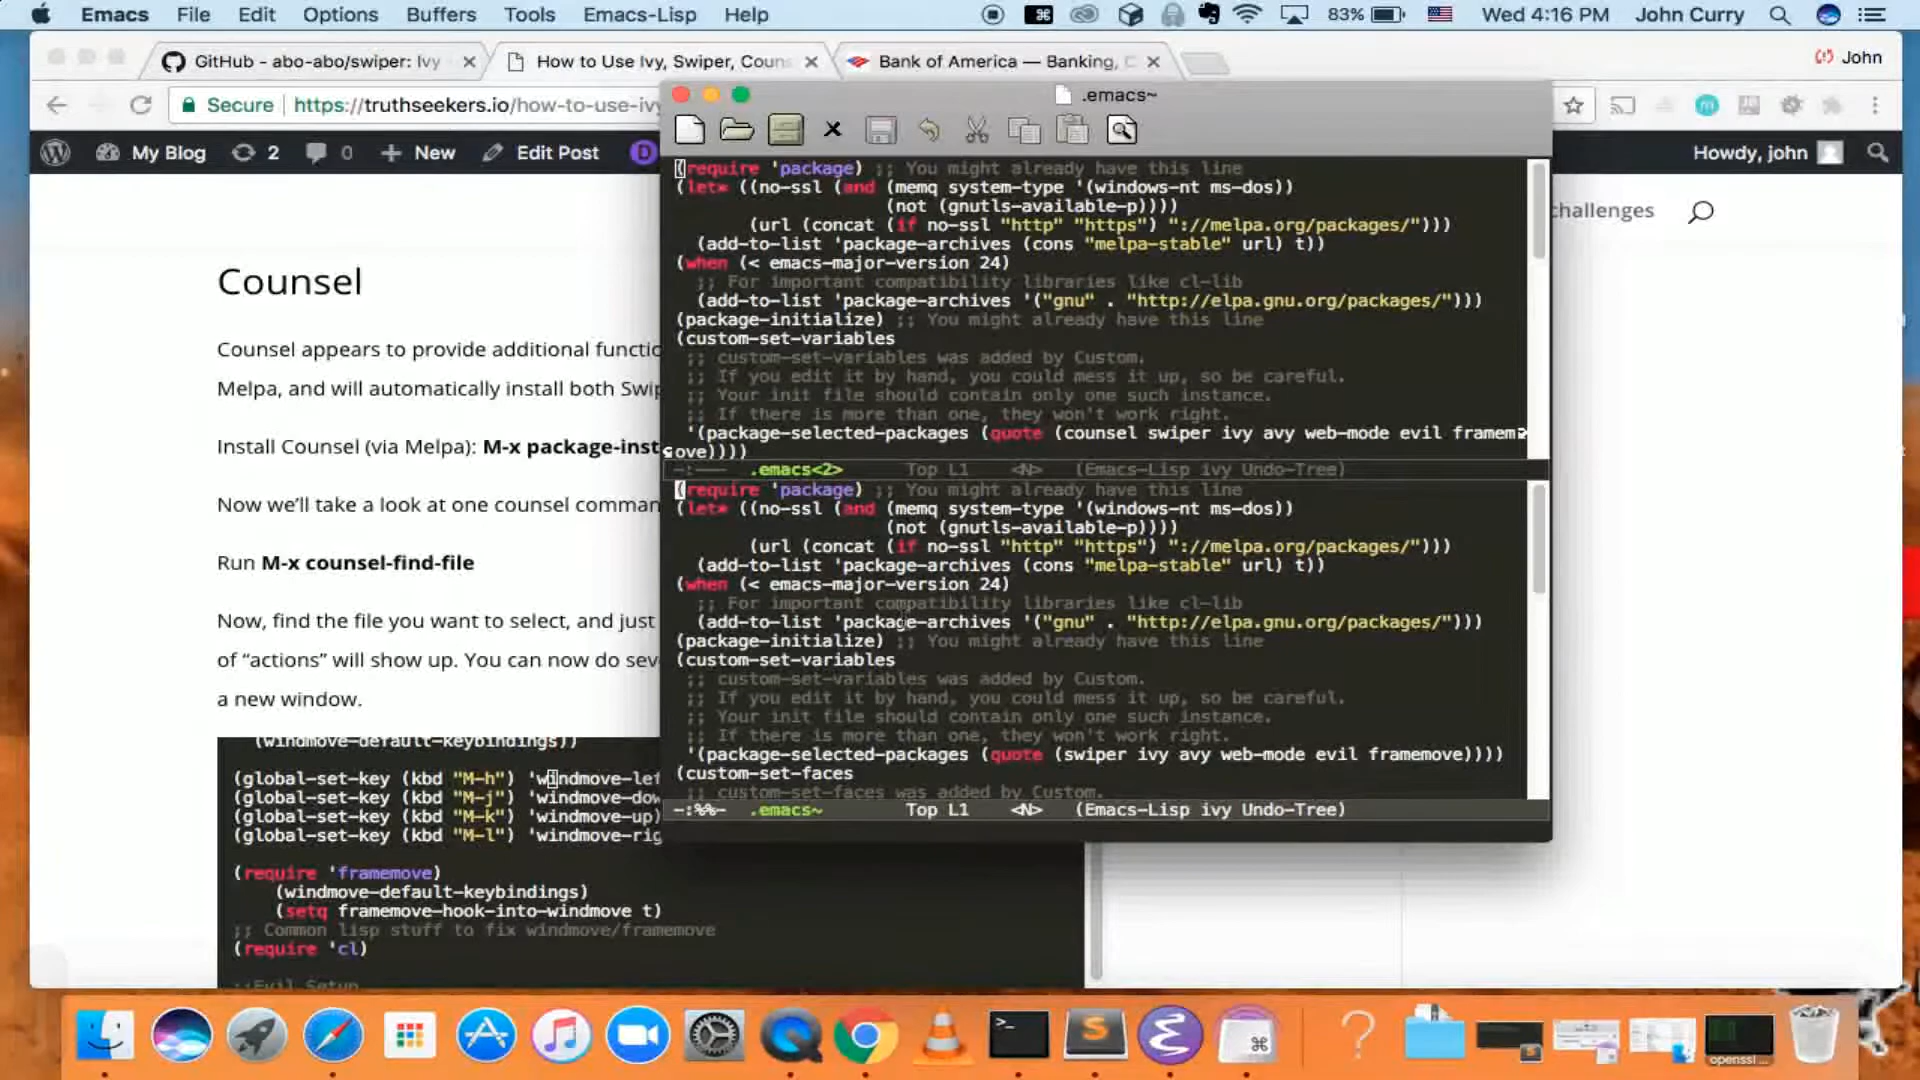 Emacs File Edit Options Buffers Tools Emacs-Lisp Help
83% Wed 4:16 PM John Curry
GitHub - abo-abo/swiper: Ivy
How to Use Ivy, Swiper, Couns
Bank of America — Banking, C
John
Secure https://truthseekers.io/how-to-use-iv
My Blog 2 0 New Edit Post D
Howdy, john
challenges
Counsel
Counsel appears to provide additional functio
Melpa, and will automatically install both Swip
Install Counsel (via Melpa): M-x package-inst
Now we'll take a look at one counsel comman
Run M-x counsel-find-file
Now, find the file you want to select, and just
of “actions” will show up. You can now do sev
a new window.
(windmove-default-keybindings))
(global-set-key (kbd "M-h") 'windmove-lef
(global-set-key (kbd "M-j") 'windmove-dow
(global-set-key (kbd "M-k") 'windmove-up)
(global-set-key (kbd "M-l") 'windmove-rig
(require 'framemove)
(windmove-default-keybindings)
(setq framemove-hook-into-windmove t)
;; Common lisp stuff to fix windmove/framemove
(require 'cl)
;;Evil Setup
.emacs~
(require 'package) ;; You might already have this line
(let* ((no-ssl (and (memq system-type '(windows-nt ms-dos))
(not (gnutls-available-p))))
(url (concat (if no-ssl "http" "https") "://melpa.org/packages/")))
(add-to-list 'package-archives (cons "melpa-stable" url) t))
(when (< emacs-major-version 24)
;; For important compatibility libraries like cl-lib
(add-to-list 'package-archives '("gnu" . "http://elpa.gnu.org/packages/")))
(package-initialize) ;; You might already have this line
(custom-set-variables
;; custom-set-variables was added by Custom.
;; If you edit it by hand, you could mess it up, so be careful.
;; Your init file should contain only one such instance.
;; If there is more than one, they won't work right.
'(package-selected-packages (quote (counsel swiper ivy avy web-mode evil framem
ove))))
-:--- .emacs<2> Top L1 <N> (Emacs-Lisp ivy Undo-Tree)
(require 'package) ;; You might already have this line
(let* ((no-ssl (and (memq system-type '(windows-nt ms-dos))
(not (gnutls-available-p))))
(url (concat (if no-ssl "http" "https") "://melpa.org/packages/")))
(add-to-list 'package-archives (cons "melpa-stable" url) t))
(when (< emacs-major-version 24)
;; For important compatibility libraries like cl-lib
(add-to-list 'package-archives '("gnu" . "http://elpa.gnu.org/packages/")))
(package-initialize) ;; You might already have this line
(custom-set-variables
;; custom-set-variables was added by Custom.
;; If you edit it by hand, you could mess it up, so be careful.
;; Your init file should contain only one such instance.
;; If there is more than one, they won't work right.
'(package-selected-packages (quote (swiper ivy avy web-mode evil framemove))))
(custom-set-faces
;; custom-set-faces was added by Custom.
-:%%- .emacs~ Top L1 <N> (Emacs-Lisp ivy Undo-Tree)
openssl ...